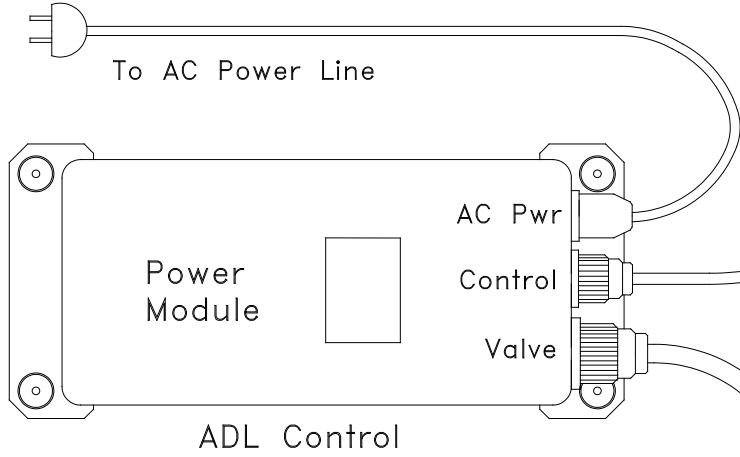 To AC Power Line
AC Pwr
Power
Module
Control
Valve
ADL Control